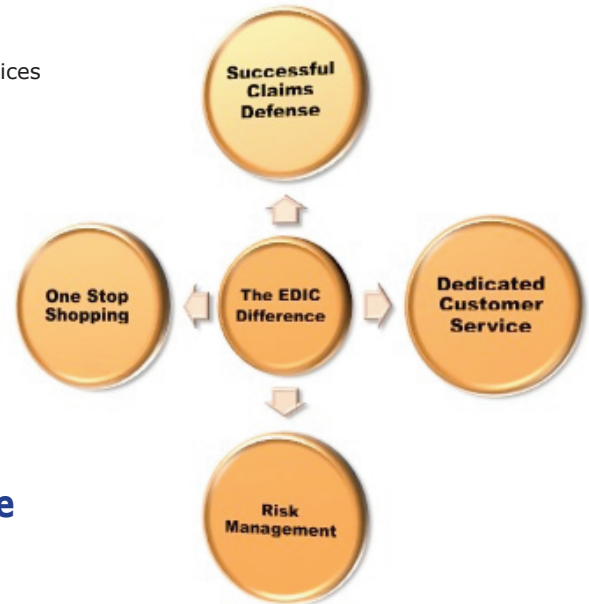 ices
Successful
Claims
Defense
One Stop
Shopping
The EDIC
Difference
Dedicated
Customer
Service
e
Risk
Management